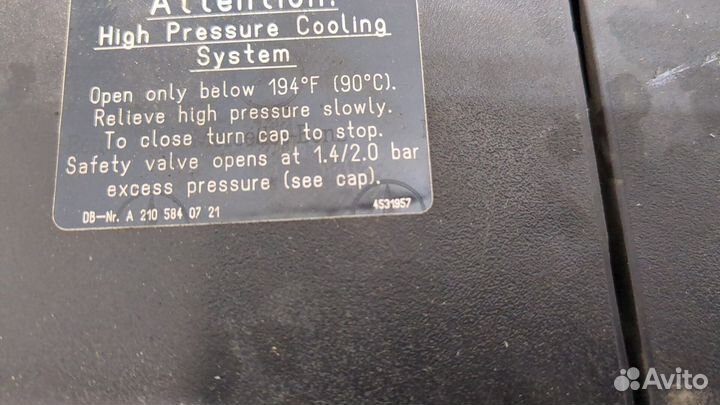 Attention!
High Pressure Cooling
System
Open only below 194°F (90°C).
Relieve high pressure slowly.
To close turn cap to stop.
Safety valve opens at 1.4/2.0 bar
excess pressure (see cap).
DB-Nr. A 210 584 07 21
4531957
Avito